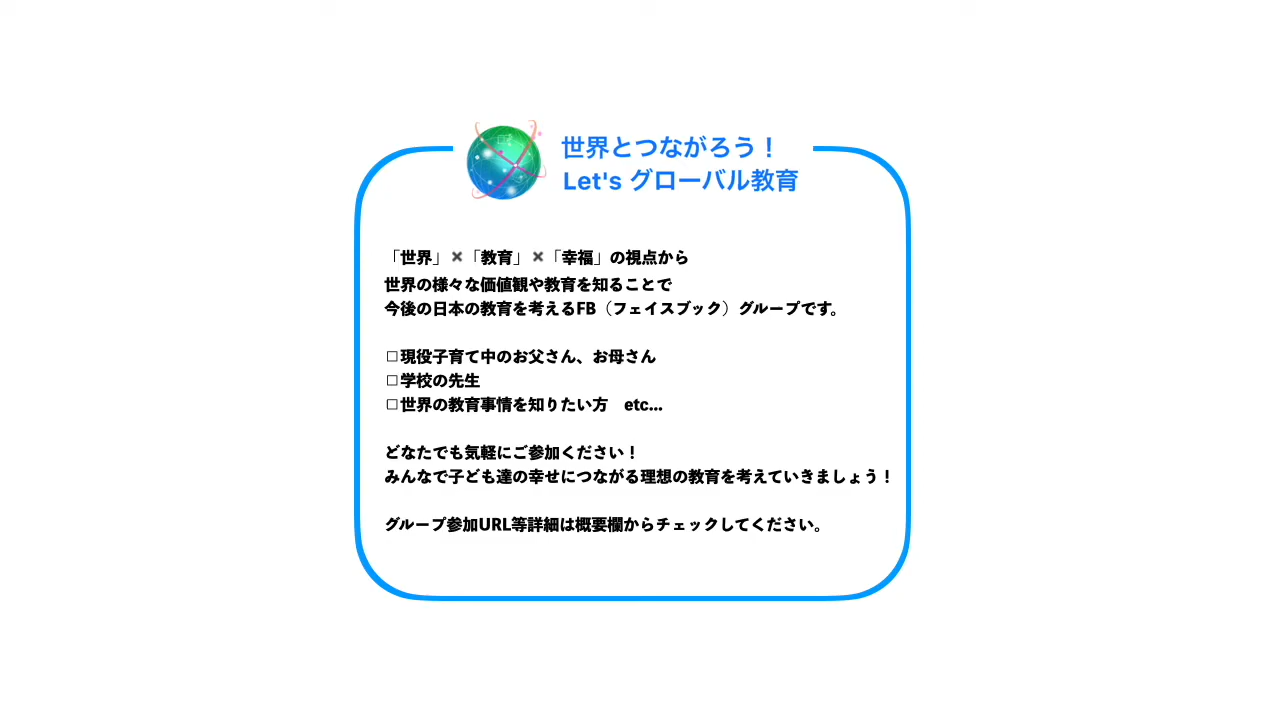 世界とつながろう！
Let's グローバル教育
「世界」✖「教育」✖「幸福」の視点から
世界の様々な価値観や教育を知ることで
今後の日本の教育を考えるFB（フェイスブック）グループです。
□現役子育て中のお父さん、お母さん
□学校の先生
□世界の教育事情を知りたい方　etc...
どなたでも気軽にご参加ください！
みんなで子ども達の幸せにつながる理想の教育を考えていきましょう！
グループ参加URL等詳細は概要欄からチェックしてください。